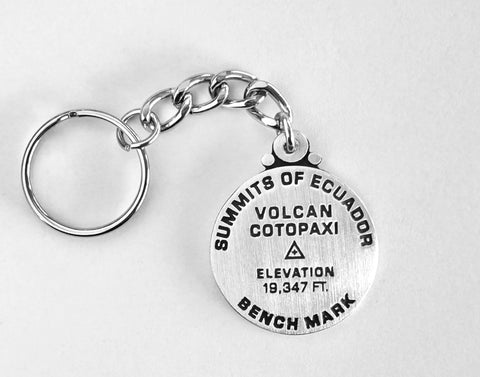 SUMMITS OF ECUADOR
VOLCAN
COTOPAXI
ELEVATION
19,347 FT.
BENCH MARK